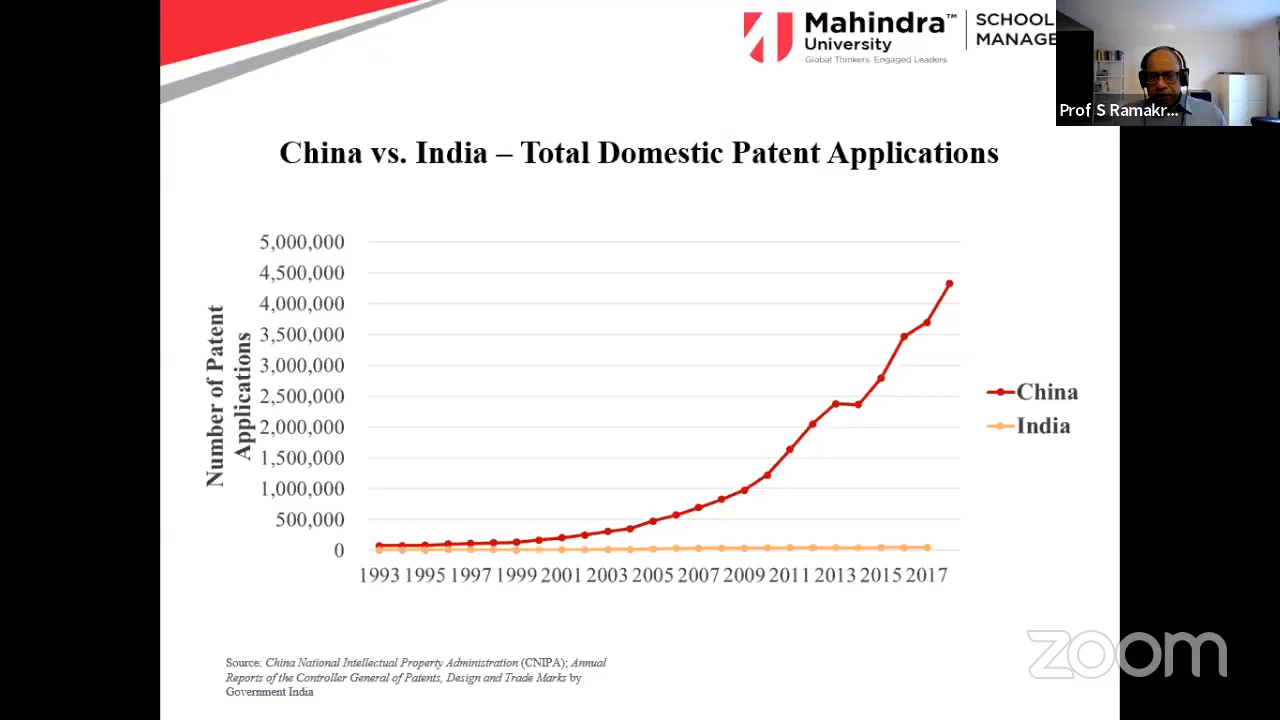 Mahindra™
University
Global Thinkers. Engaged Leaders.
SCHOOL
MANAGE
Prof S Ramakr...
China vs. India – Total Domestic Patent Applications
Number of Patent
Applications
5,000,000
4,500,000
4,000,000
3,500,000
3,000,000
2,500,000
2,000,000
1,500,000
1,000,000
500,000
0
1993 1995 1997 1999 2001 2003 2005 2007 2009 2011 2013 2015 2017
China
India
Source: China National Intellectual Property Administration (CNIPA); Annual
Reports of the Controller General of Patents, Design and Trade Marks by
Government India
zoom